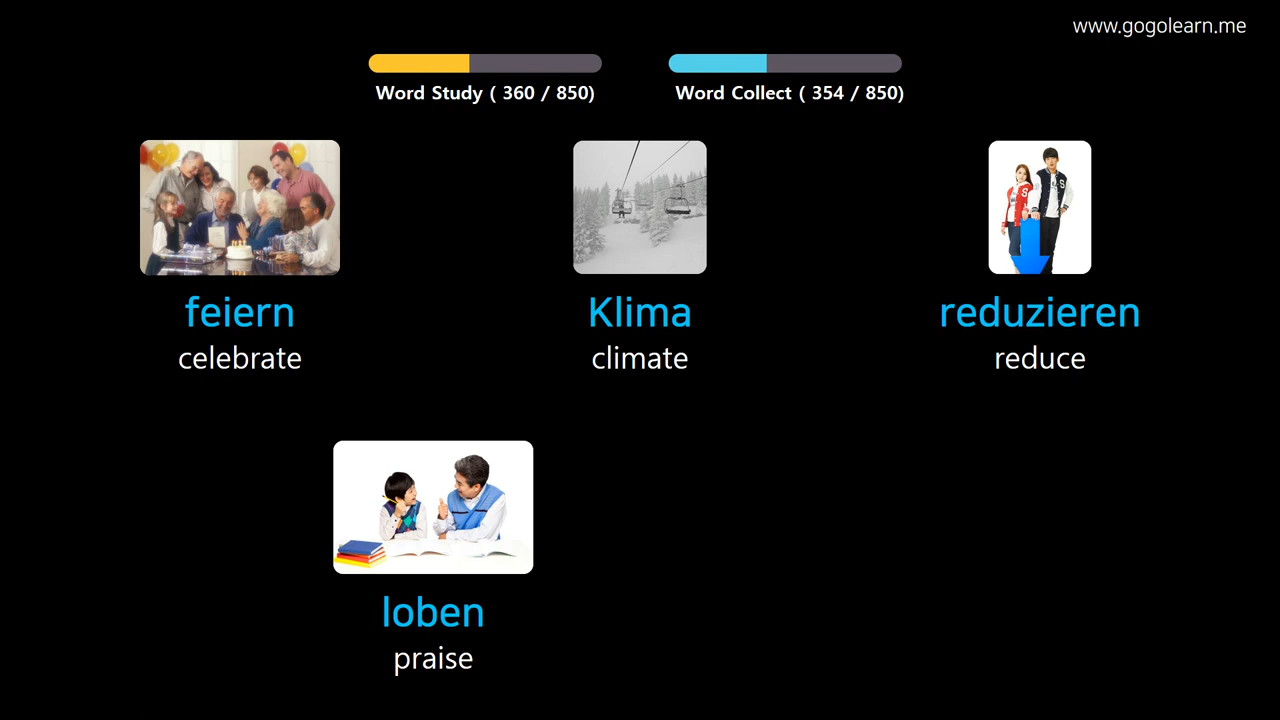 www.gogolearn.me
Word Study ( 360 / 850)
Word Collect ( 354 / 850)
feiern
celebrate
Klima
climate
reduzieren
reduce
loben
praise